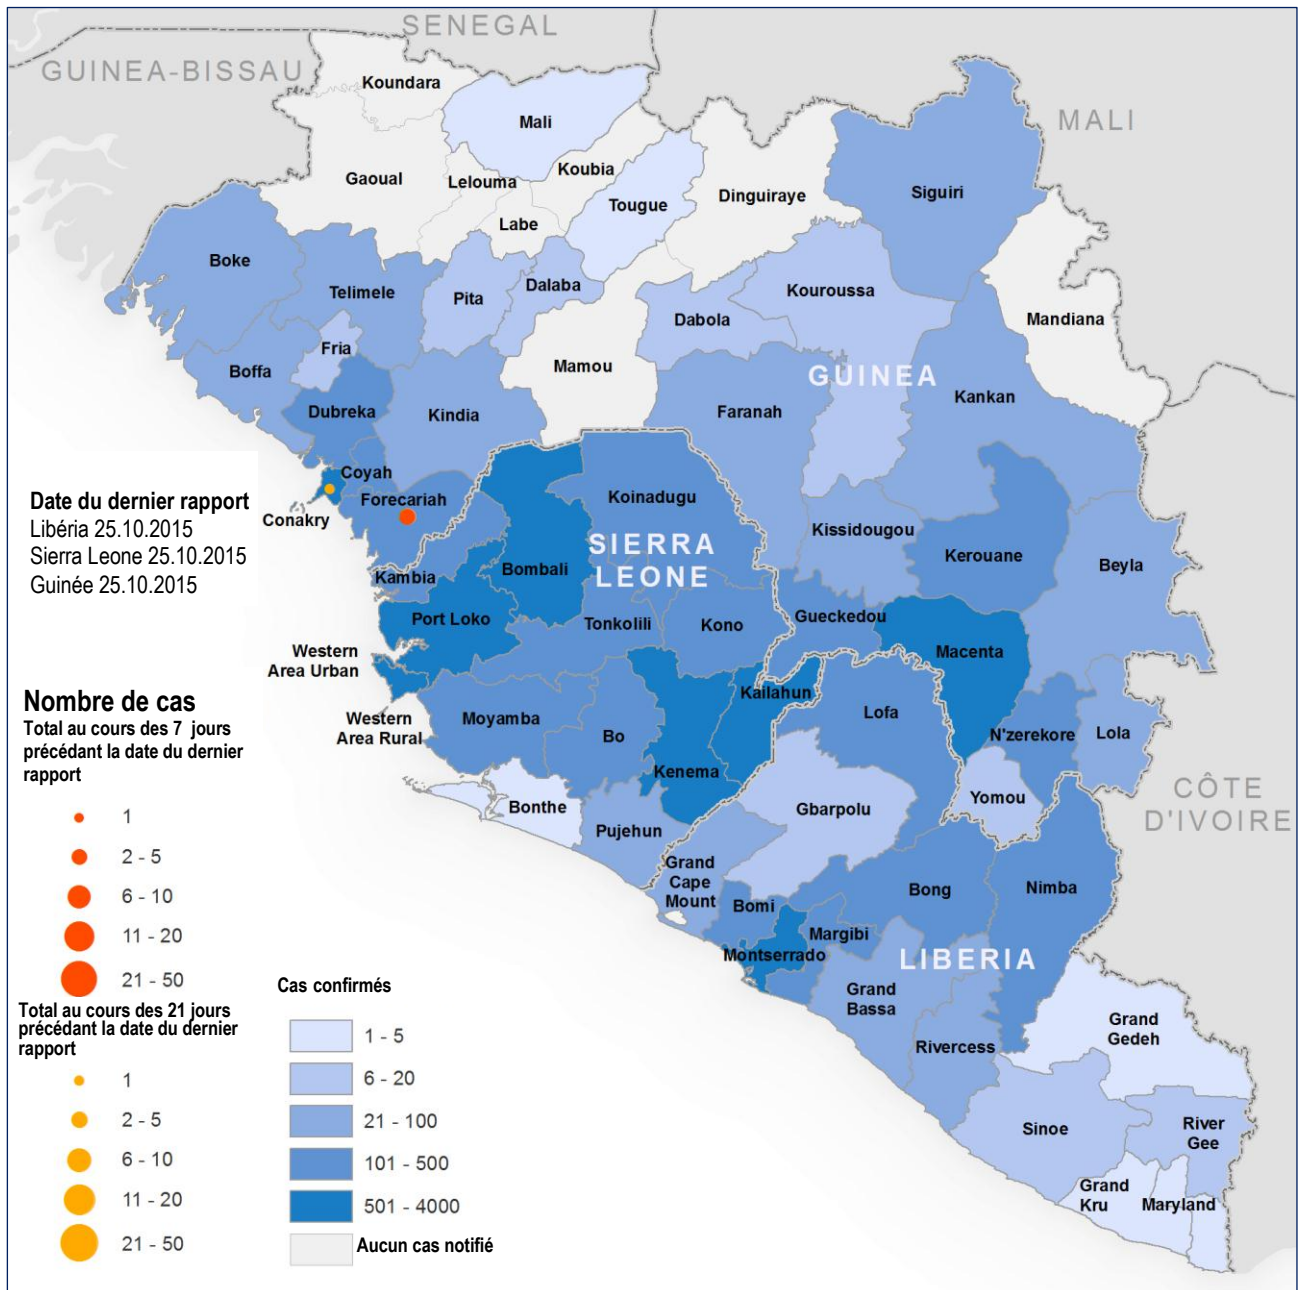 SENEGAL
GUINEA-BISSAU
MALI
Koundara
Mali
Gaoual
Lelouma
Koubia
Labe
Tougue
Dinguiraye
Siguiri
Boke
Telimele
Pita
Dalaba
Kouroussa
Dabola
Mandiana
Fria
Boffa
Mamou
GUINEA
Kankan
Dubreka
Kindia
Faranah
Coyah
Forecariah
Conakry
Koinadugu
Kissidougou
Kerouane
Beyla
SIERRA
LEONE
Bombali
Kambia
Port Loko
Tonkolili
Kono
Gueckedou
Macenta
Western
Area Urban
Kailahun
Lofa
Moyamba
Western
Area Rural
Bo
N'zerekore
Lola
Kenema
Yomou
Bonthe
Gbarpolu
Pujehun
CÔTE
D'IVOIRE
Grand
Cape
Mount
Bong
Nimba
Bomi
Margibi
Montserrado
LIBERIA
Grand
Bassa
Rivercess
Grand
Gedeh
Sinoe
River
Gee
Grand
Kru
Maryland
Date du dernier rapport
Libéria 25.10.2015
Sierra Leone 25.10.2015
Guinée 25.10.2015
Nombre de cas
Total au cours des 7 jours
précédant la date du dernier
rapport
1
2 - 5
6 - 10
11 - 20
21 - 50
Total au cours des 21 jours
précédant la date du dernier
rapport
1
2 - 5
6 - 10
11 - 20
21 - 50
Cas confirmés
1 - 5
6 - 20
21 - 100
101 - 500
501 - 4000
Aucun cas notifié